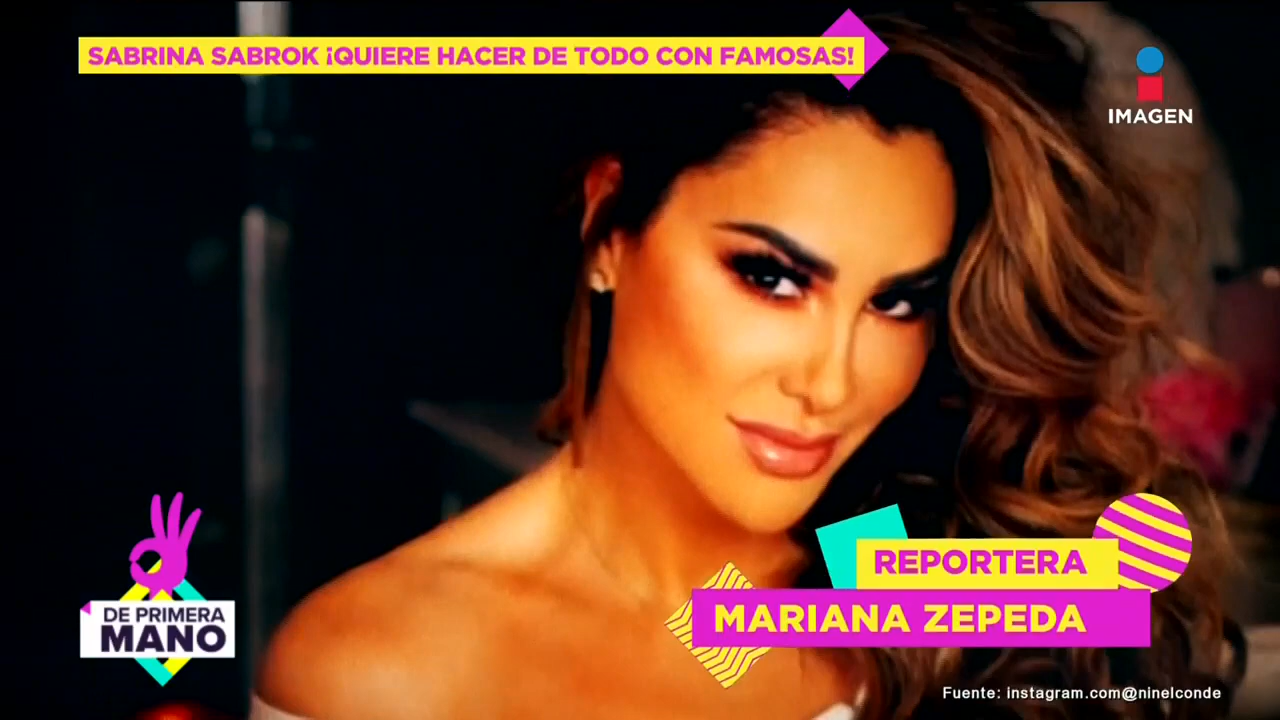 SABRINA SABROK ¡QUIERE HACER DE TODO CON FAMOSAS!
IMAGEN
REPORTERA
MARIANA ZEPEDA
DE PRIMERA
MANO
Fuente: instagram.com@ninelconde